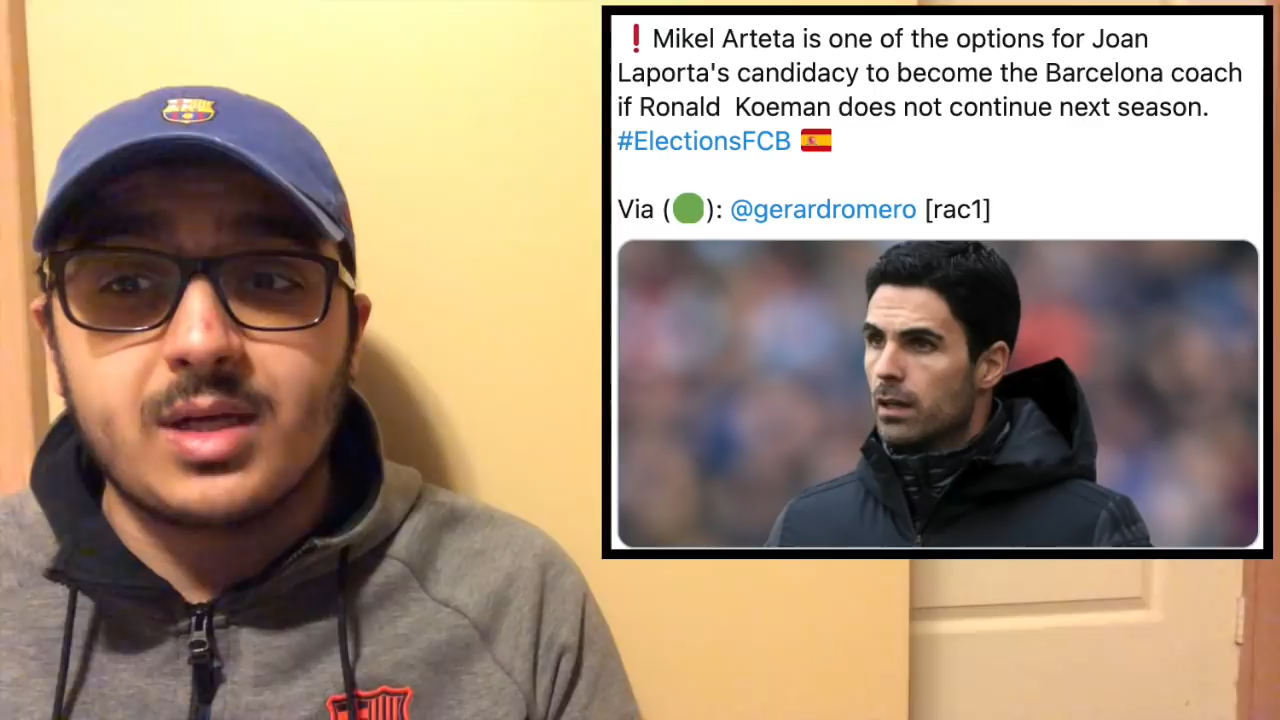 ❗Mikel Arteta is one of the options for Joan
Laporta's candidacy to become the Barcelona coach
if Ronald  Koeman does not continue next season.
#ElectionsFCB 🇪🇸
Via (🟢): @gerardromero [rac1]